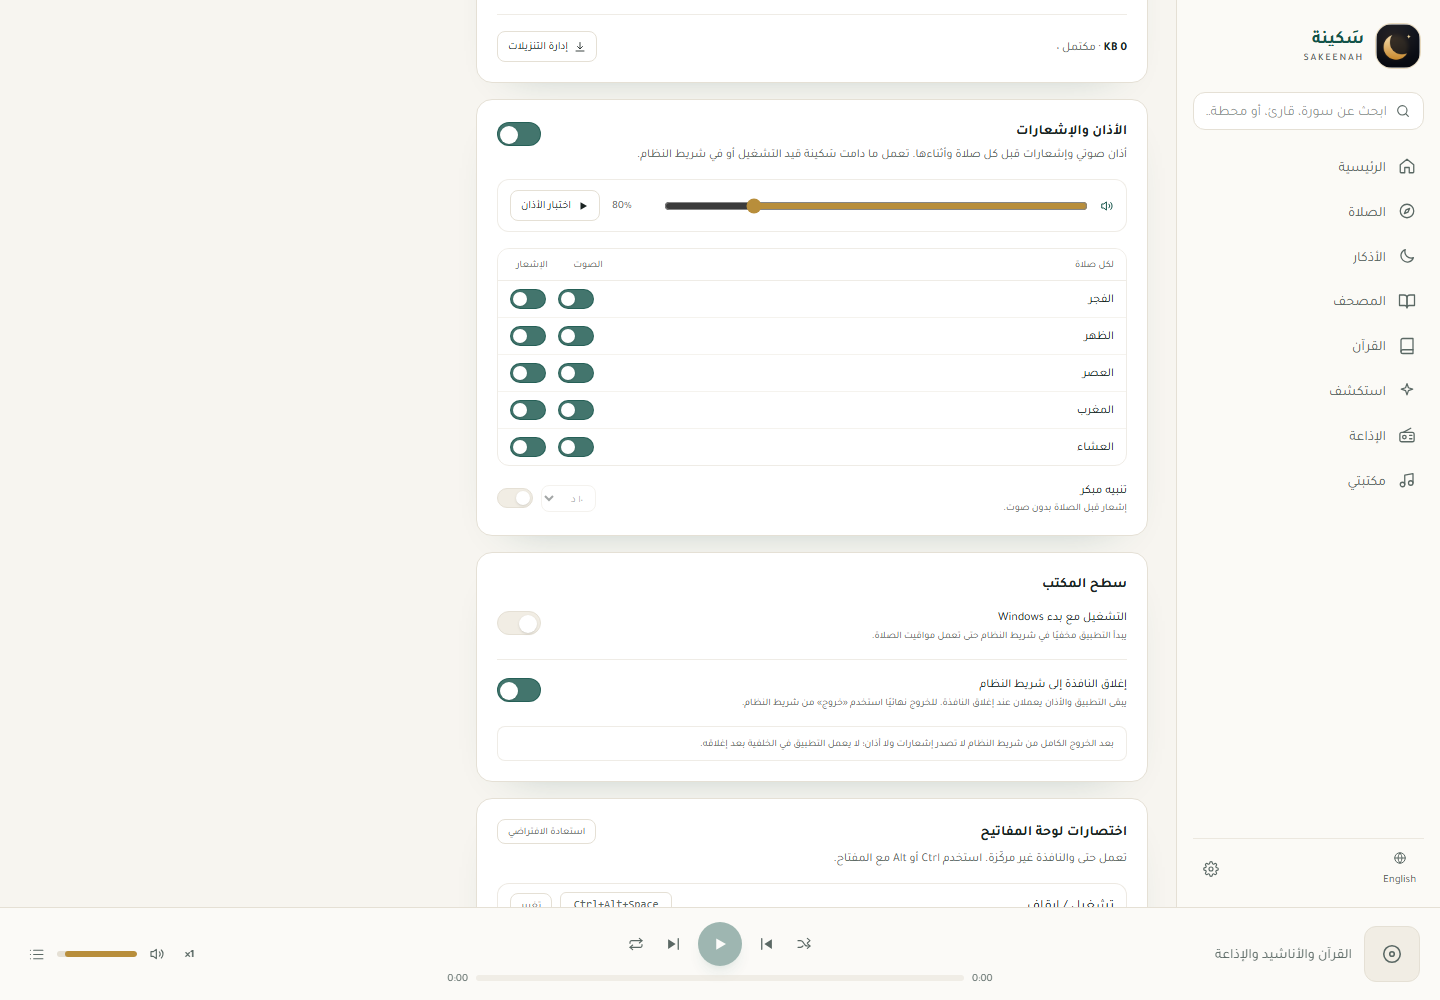 سَكينة
SAKEENAH
ابحث عن سورة، قارئ، أو محطة..
الرئيسية
الصلاة
الأذكار
المصحف
القرآن
استكشف
الإذاعة
مكتبتي
English
0 KB · مكتمل ٠
إدارة التنزيلات
الأذان والإشعارات
أذان صوتي وإشعارات قبل كل صلاة وأثناءها. تعمل ما دامت سَكينة قيد التشغيل أو في شريط النظام.
80%
اختبار الأذان
لكل صلاة الصوت الإشعار
الفجر
الظهر
العصر
المغرب
العشاء
تنبيه مبكر
١٠ د
إشعار قبل الصلاة بدون صوت.
سطح المكتب
التشغيل مع بدء Windows
يبدأ التطبيق مخفيًا في شريط النظام حتى تعمل مواقيت الصلاة.
إغلاق النافذة إلى شريط النظام
يبقى التطبيق والأذان يعملان عند إغلاق النافذة. للخروج نهائيًا استخدم «خروج» من شريط النظام.
بعد الخروج الكامل من شريط النظام لا تصدر إشعارات ولا أذان؛ لا يعمل التطبيق في الخلفية بعد إغلاقه.
اختصارات لوحة المفاتيح
استعادة الافتراضي
تعمل حتى والنافذة غير مركّزة. استخدم Ctrl أو Alt مع المفتاح.
تشغيل / إيقاف
Ctrl+Alt+Space
تغيير
القرآن والأناشيد والإذاعة
0:00
0:00
x1